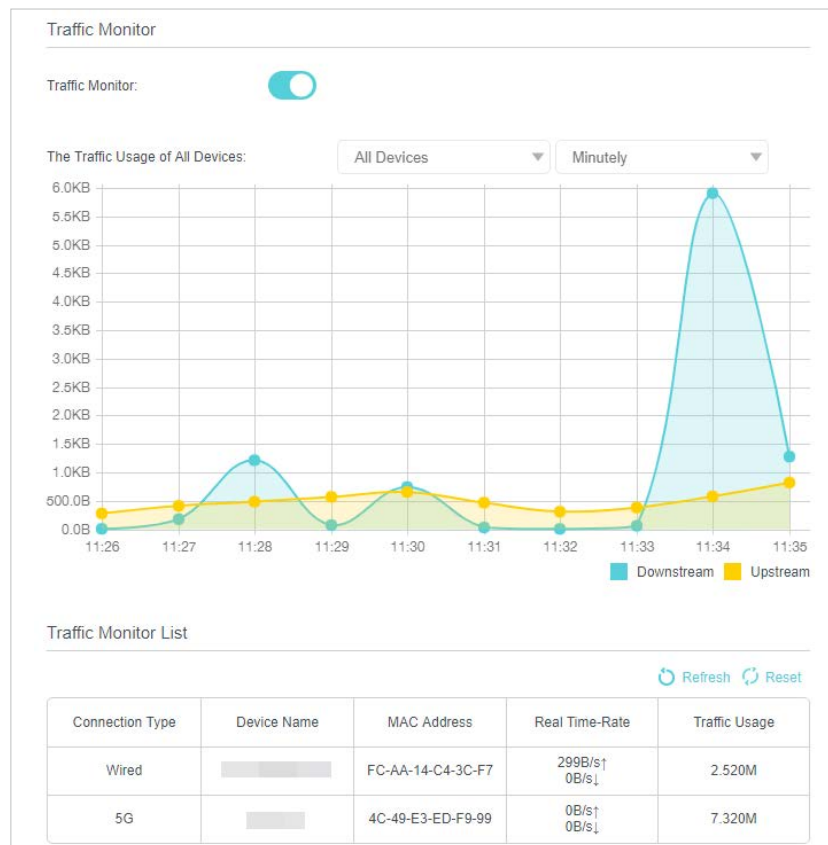 Traffic Monitor
Traffic Monitor:
The Traffic Usage of All Devices: All Devices Minutely
6.0KB
5.5KB
5.0KB
4.5KB
4.0KB
3.5KB
3.0KB
2.5KB
2.0KB
1.5KB
1.0KB
500.0B
0.0B
11:26 11:27 11:28 11:29 11:30 11:31 11:32 11:33 11:34 11:35
Downstream Upstream
Traffic Monitor List
Refresh Reset
Connection Type Device Name MAC Address Real Time-Rate Traffic Usage
Wired FC-AA-14-C4-3C-F7 299B/s↑ 2.520M
0B/s↓
5G 4C-49-E3-ED-F9-99 0B/s↑ 7.320M
0B/s↓